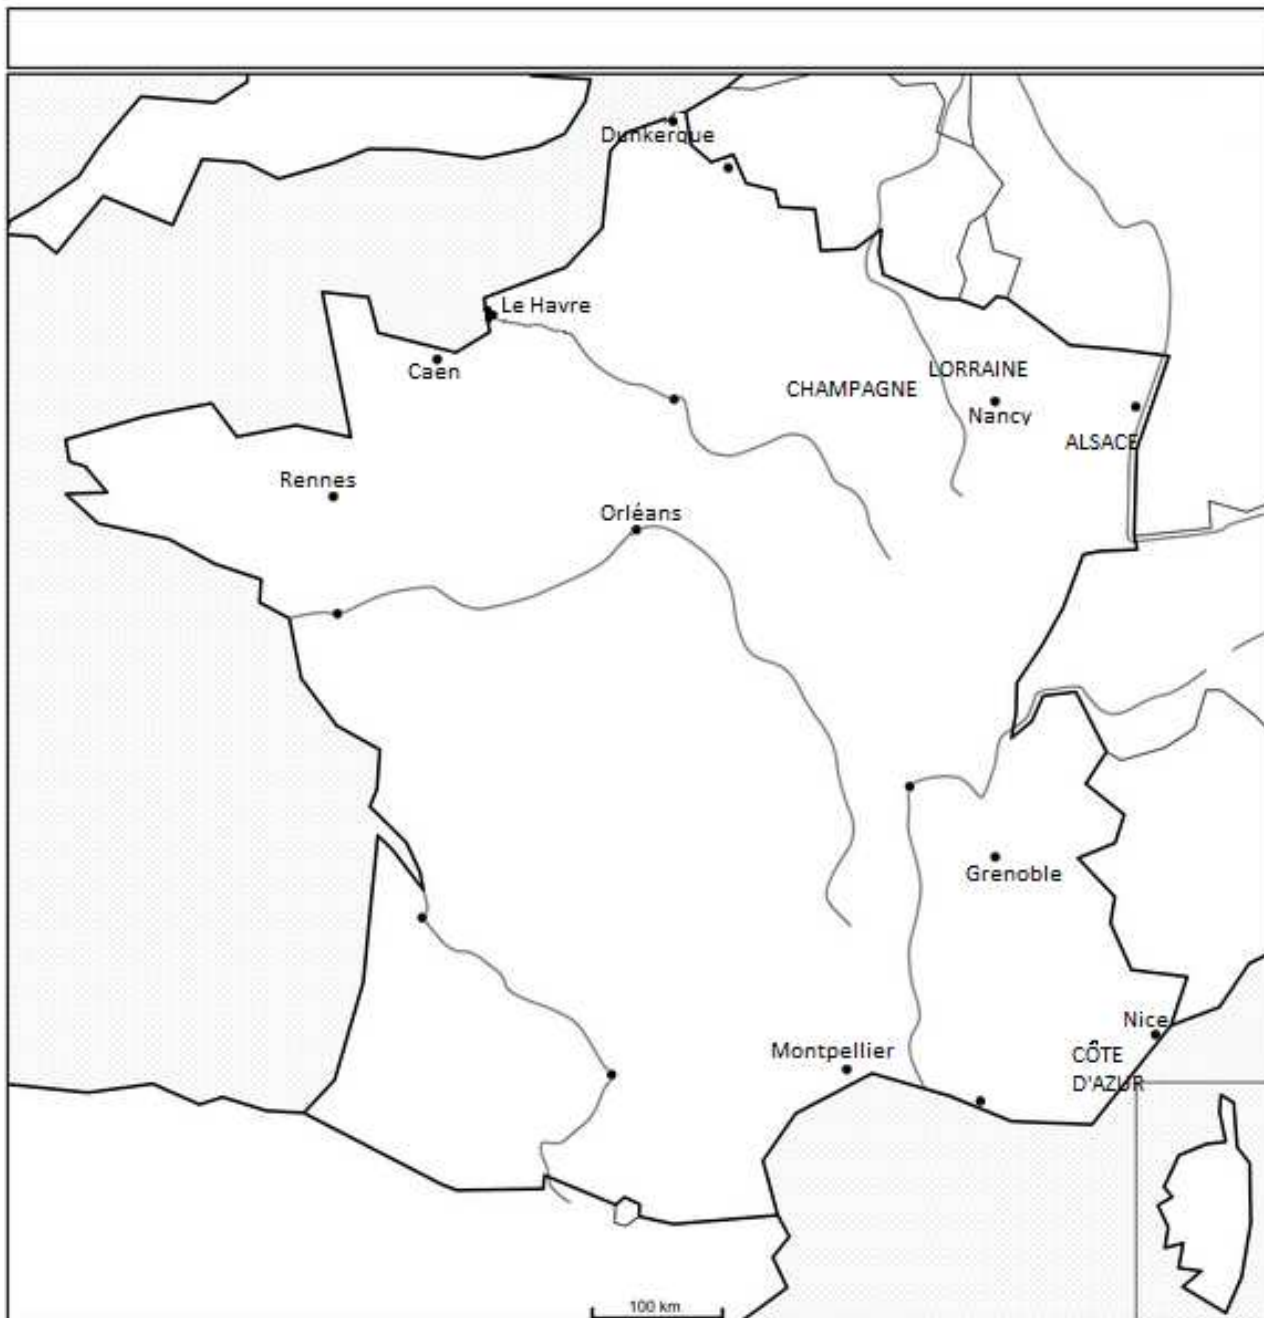 Dunkerque
Le Havre
Caen
LORRAINE
CHAMPAGNE
Nancy
ALSACE
Rennes
Orléans
Grenoble
Nice
Montpellier
CÔTE
D'AZUR
100 km